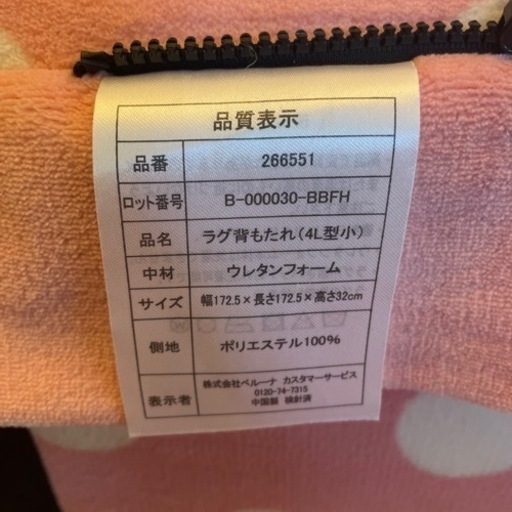 品質表示
品番 266551
ロット番号 B-000030-BBFH
品名 ラグ背もたれ(4L型小)
中材 ウレタンフォーム
サイズ 幅172.5×長さ172.5×高さ32cm
側地 ポリエステル100%
表示者 株式会社ベルーナ カスタマーサービス
0120-74-7315
中国製 検針済